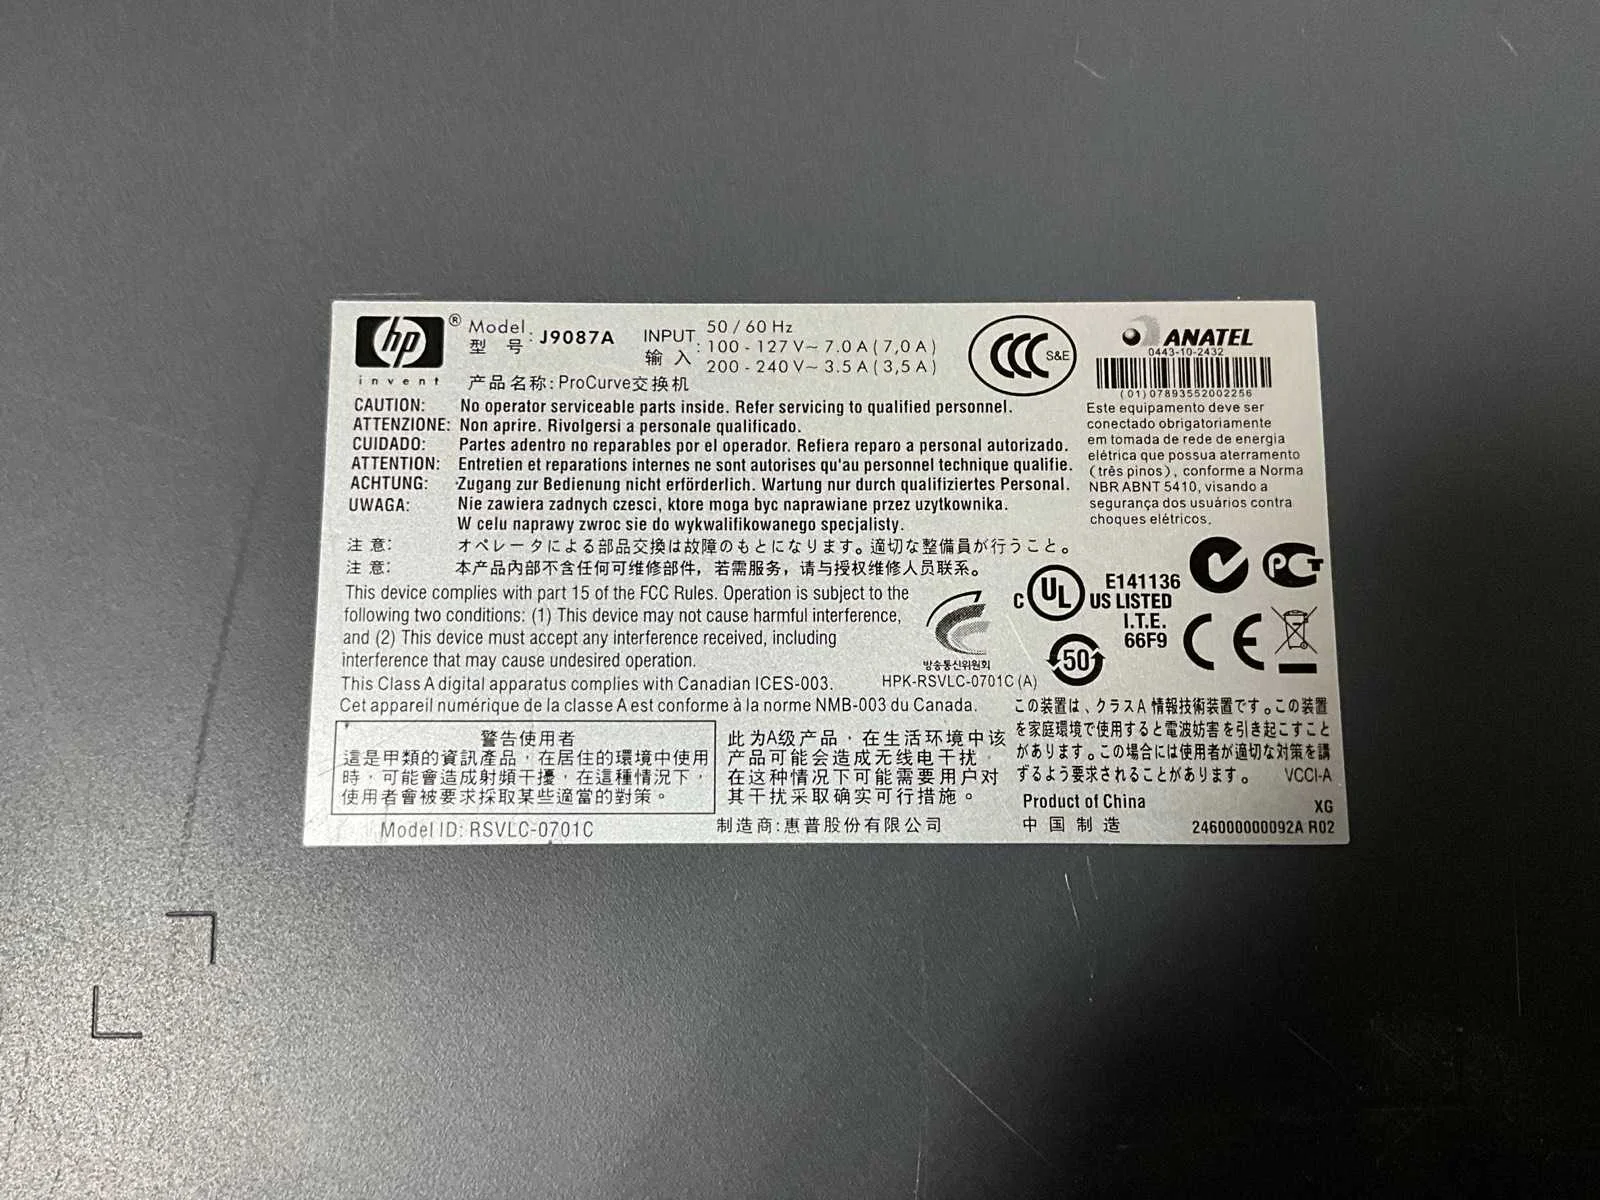 hp
®
invent
Model
型 号
: J9087A
INPUT
输 入
:
50 / 60 Hz
100 - 127 V~ 7.0 A ( 7,0 A )
200 - 240 V~ 3.5 A ( 3,5 A )
产品名称: ProCurve交换机
CCC S&E
ANATEL
0443-10-2432
(01)07893552002256
Este equipamento deve ser
conectado obrigatoriamente
em tomada de rede de energia
elétrica que possua aterramento
(três pinos), conforme a Norma
NBR ABNT 5410, visando a
segurança dos usuários contra
choques elétricos.
CAUTION: No operator serviceable parts inside. Refer servicing to qualified personnel.
ATTENZIONE: Non aprire. Rivolgersi a personale qualificado.
CUIDADO: Partes adentro no reparables por el operador. Refiera reparo a personal autorizado.
ATTENTION: Entretien et reparations internes ne sont autorises qu'au personnel technique qualifie.
ACHTUNG: Zugang zur Bedienung nicht erförderlich. Wartung nur durch qualifiziertes Personal.
UWAGA: Nie zawiera zadnych czesci, ktore moga byc naprawiane przez uzytkownika.
W celu naprawy zwroc sie do wykwalifikowanego specjalisty.
注 意: オペレータによる部品交換は故障のもとになります。適切な整備員が行うこと。
注 意: 本产品内部不含任何可维修部件，若需服务，请与授权维修人员联系。
This device complies with part 15 of the FCC Rules. Operation is subject to the
following two conditions: (1) This device may not cause harmful interference,
and (2) This device must accept any interference received, including
interference that may cause undesired operation.
This Class A digital apparatus complies with Canadian ICES-003.
Cet appareil numérique de la classe A est conforme à la norme NMB-003 du Canada.
방송통신위원회
HPK-RSVLC-0701C (A)
C UL US LISTED
E141136
I.T.E.
66F9
50
PCT
CE
警告使用者
這是甲類的資訊產品，在居住的環境中使用
時，可能會造成射頻干擾，在這種情況下，
使用者會被要求採取某些適當的對策。
此为A级产品，在生活环境中该
产品可能会造成无线电干扰
在这种情况下可能需要用户对
其干扰采取确实可行措施。
この装置は、クラスA 情報技術装置です。この装置
を家庭環境で使用すると電波妨害を引き起こすこと
があります。この場合には使用者が適切な対策を講
ずるよう要求されることがあります。 VCCI-A
Model ID: RSVLC-0701C
制造商: 惠普股份有限公司
Product of China
中 国 制 造
XG
246000000092A R02